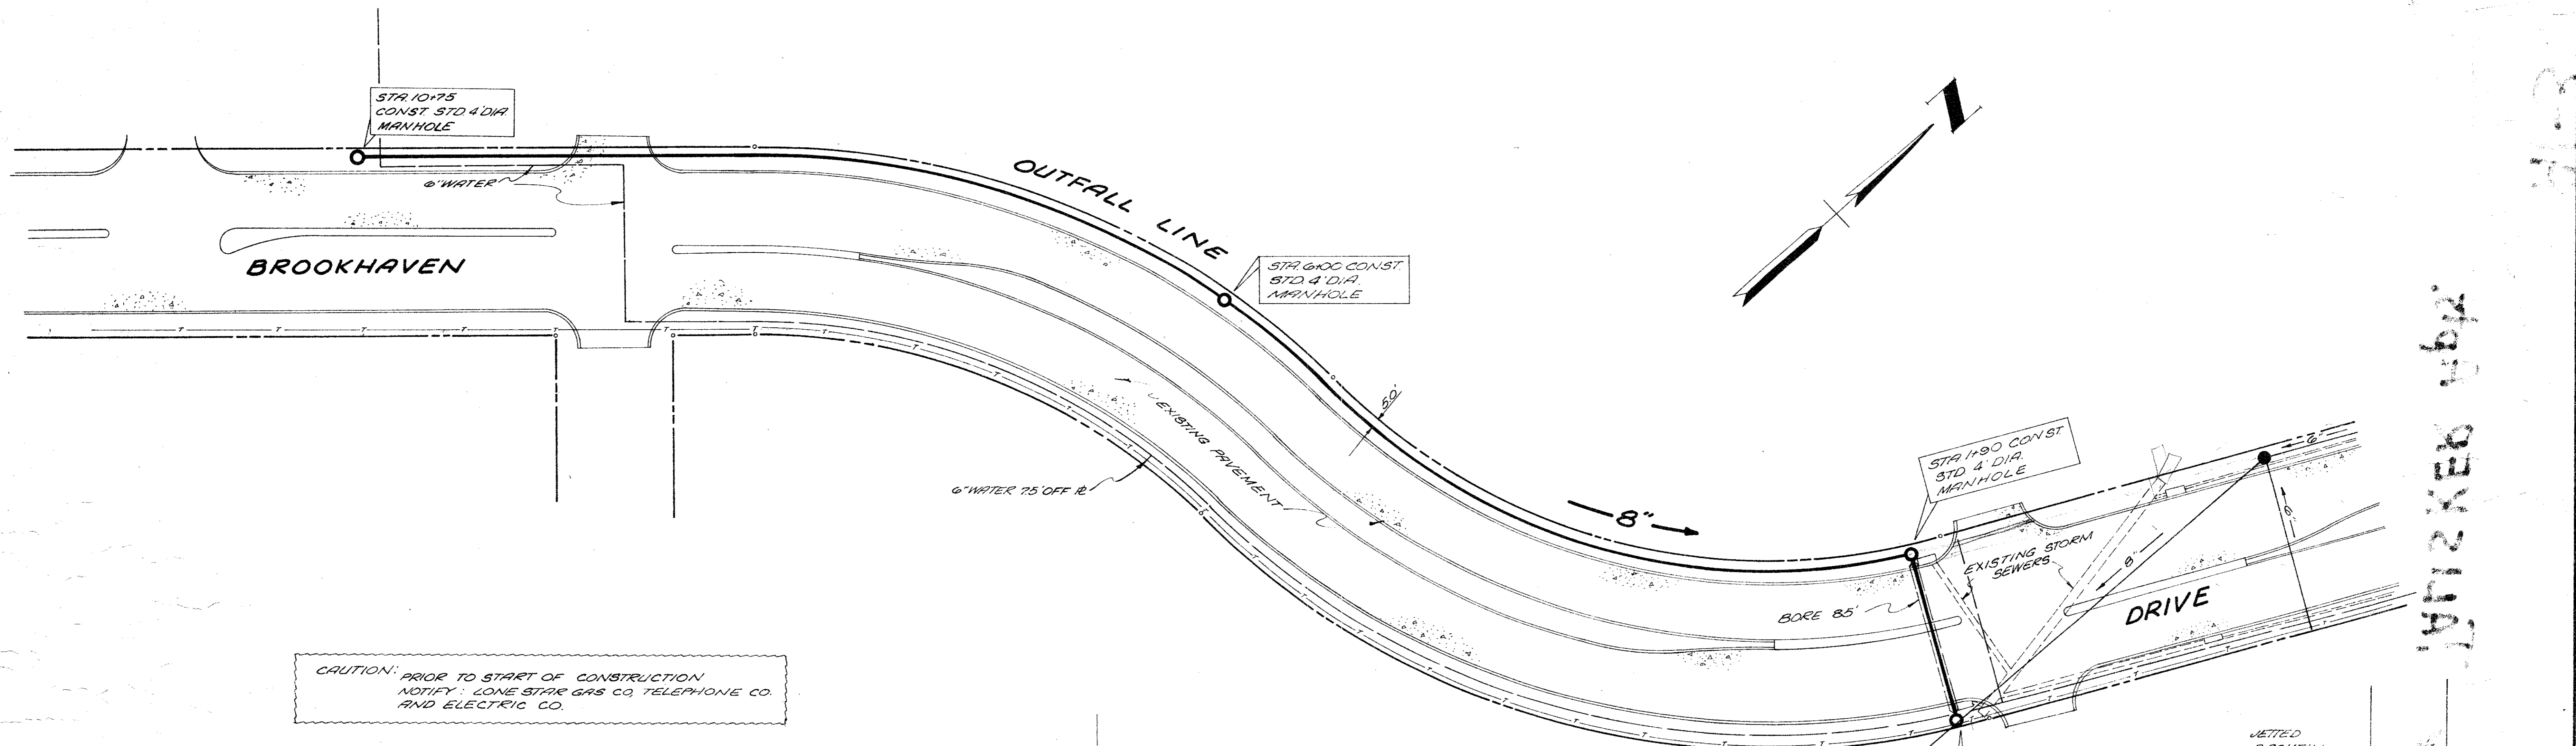 STA. 10+75
CONST. STD. 4' DIA.
MANHOLE
6" WATER
BROOKHAVEN
OUTFALL LINE
STA. 6+00 CONST.
STD. 4' DIA.
MANHOLE
N
5.0'
EXISTING PAVEMENT
6" WATER 7.5' OFF ℞
8"
STA. 1+90 CONST.
STD 4' DIA.
MANHOLE
6"
6"
8"
EXISTING STORM
SEWERS
BORE 85'
DRIVE
CAUTION: PRIOR TO START OF CONSTRUCTION
NOTIFY: LONE STAR GAS CO, TELEPHONE CO.
AND ELECTRIC CO.
JETTED